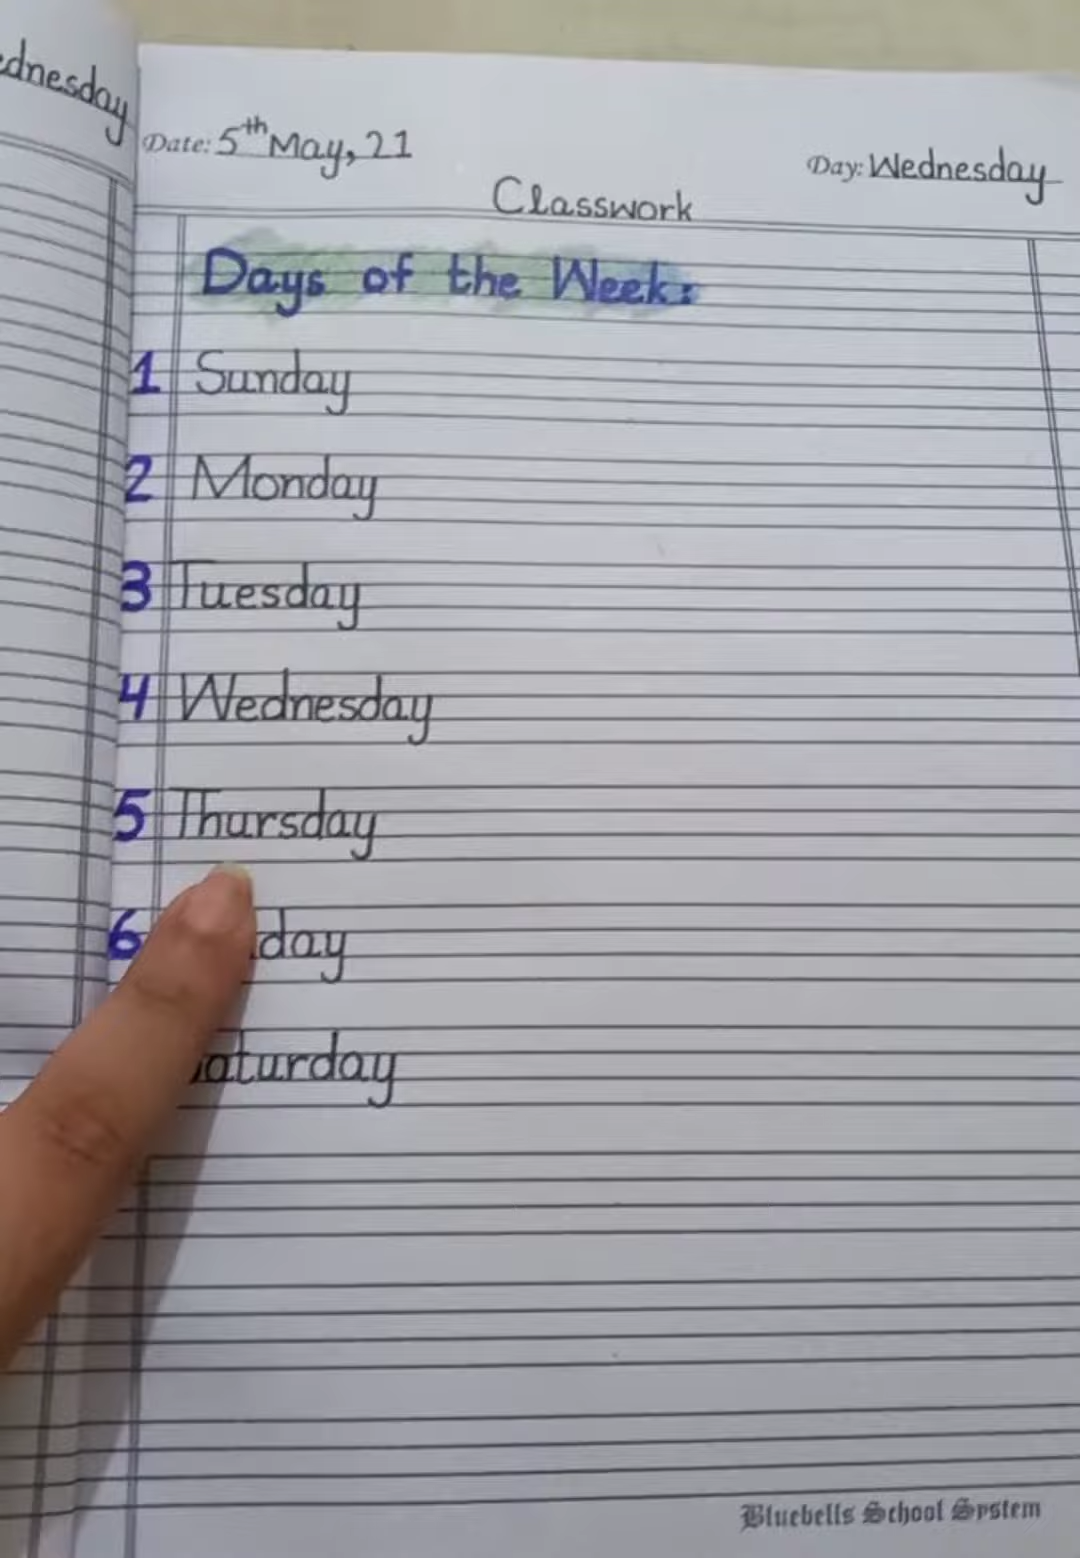 ednesday
Date: 5th May, 21
Day: Wednesday
Classwork
Days of the Week:
1 Sunday
2 Monday
3 Tuesday
4 Wednesday
5 Thursday
6 day
aturday
Bluebells School System